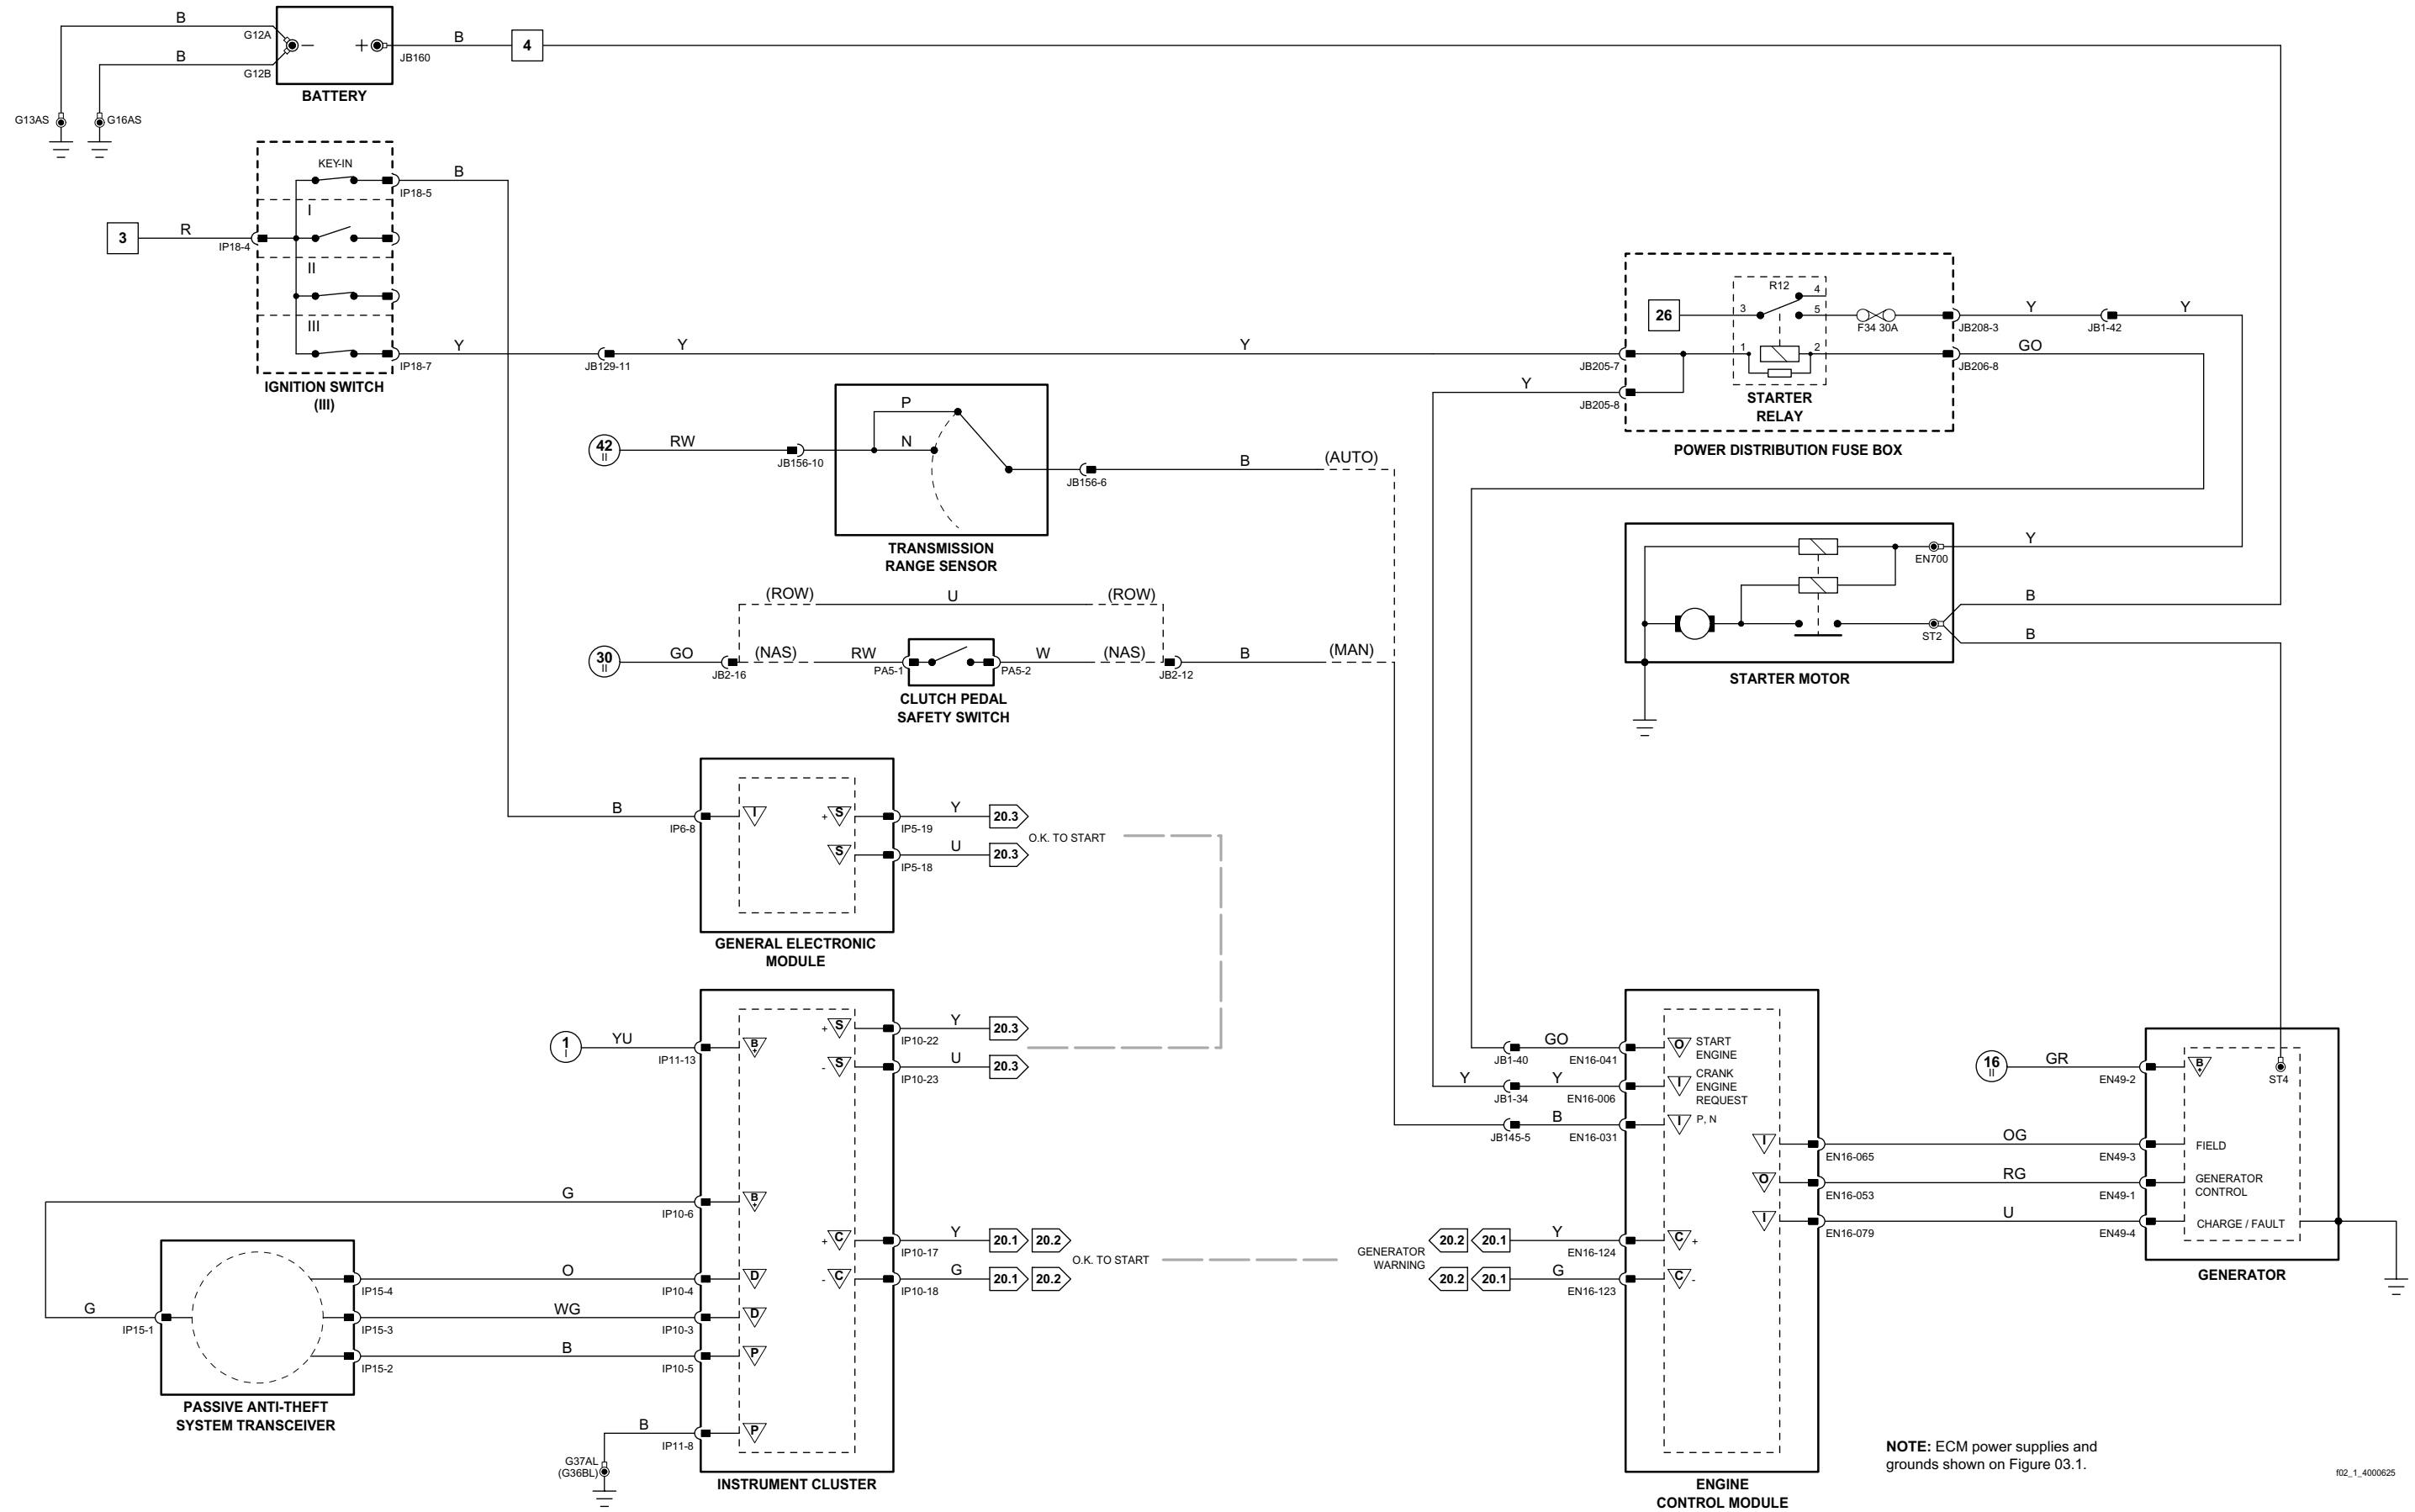 B
G12A
B
G12B
BATTERY
JB160
B
4
G13AS
G16AS
KEY-IN
I
II
III
B
IP18-5
3
R
IP18-4
Y
IP18-7
IGNITION SWITCH
(III)
JB129-11
Y
Y
42
II
RW
JB156-10
P
N
JB156-6
B
(AUTO)
TRANSMISSION
RANGE SENSOR
(ROW)
U
(ROW)
30
II
GO
JB2-16
(NAS)
RW
PA5-1
PA5-2
W
(NAS)
JB2-12
B
(MAN)
CLUTCH PEDAL
SAFETY SWITCH
26
R12
3
4
5
1
2
F34 30A
STARTER
RELAY
JB205-7
Y
JB205-8
JB208-3
Y
JB1-42
Y
JB206-8
GO
POWER DISTRIBUTION FUSE BOX
EN700
Y
ST2
B
B
STARTER MOTOR
B
IP6-8
I
+ S
S
IP5-19
Y
20.3
IP5-18
U
20.3
O.K. TO START
GENERAL ELECTRONIC
MODULE
1
I
YU
IP11-13
B
+
+ S
- S
IP10-22
Y
20.3
IP10-23
U
20.3
G
IP10-6
B
+
+ C
- C
IP10-17
Y
20.1
20.2
IP10-18
G
20.1
20.2
O.K. TO START
G
IP15-1
IP15-4
O
IP10-4
D
IP15-3
WG
IP10-3
D
IP15-2
B
IP10-5
P
PASSIVE ANTI-THEFT
SYSTEM TRANSCEIVER
B
IP11-8
P
G37AL
(G36BL)
INSTRUMENT CLUSTER
JB1-40
GO
EN16-041
O
START
ENGINE
Y
JB1-34
Y
EN16-006
I
CRANK
ENGINE
REQUEST
JB145-5
B
EN16-031
I
P, N
GENERATOR
WARNING
20.2
20.1
Y
EN16-124
C +
20.2
20.1
G
EN16-123
C -
I
EN16-065
O
EN16-053
I
EN16-079
ENGINE
CONTROL MODULE
16
II
GR
EN49-2
B
+
ST4
OG
EN49-3
FIELD
RG
EN49-1
GENERATOR
CONTROL
U
EN49-4
CHARGE / FAULT
GENERATOR
NOTE: ECM power supplies and
grounds shown on Figure 03.1.
f02_1_4000625